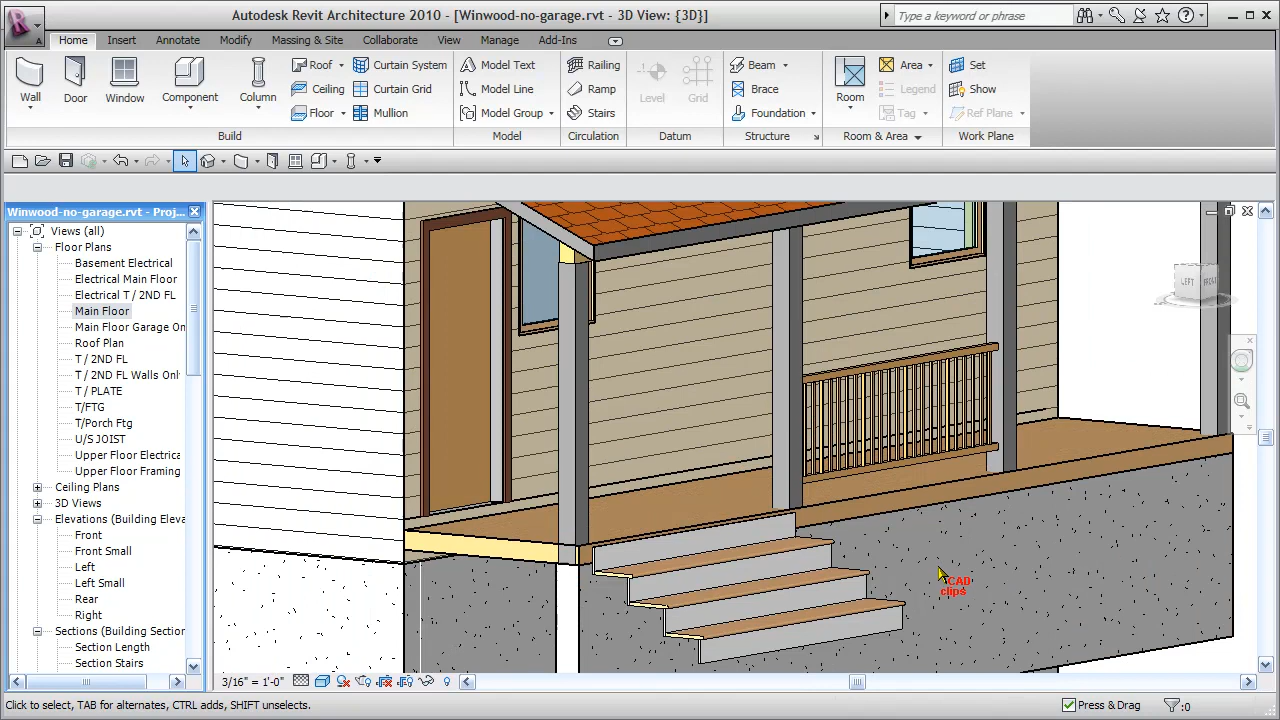 Autodesk Revit Architecture 2010 - [Winwood-no-garage.rvt - 3D View: {3D}]
Type a keyword or phrase
Home Insert Annotate Modify Massing & Site Collaborate View Manage Add-Ins
Wall Door Window Component Column
Roof Curtain System
Ceiling Curtain Grid
Floor Mullion
Build
Model Text
Model Line
Model Group
Model
Railing
Ramp
Stairs
Circulation
Level Grid
Datum
Beam
Brace
Foundation
Structure
Room
Area
Legend
Tag
Room & Area
Set
Show
Ref Plane
Work Plane
Winwood-no-garage.rvt - Proj...
Views (all)
Floor Plans
Basement Electrical
Electrical Main Floor
Electrical T / 2ND FL
Main Floor
Main Floor Garage On
Roof Plan
T / 2ND FL
T / 2ND FL Walls Onl
T / PLATE
T/FTG
T/Porch Ftg
U/S JOIST
Upper Floor Electrica
Upper Floor Framing
Ceiling Plans
3D Views
Elevations (Building Eleva
Front
Front Small
Left
Left Small
Rear
Right
Sections (Building Section
Section Length
Section Stairs
LEFT FRONT
CAD
clips
3/16" = 1'-0"
Click to select, TAB for alternates, CTRL adds, SHIFT unselects.
Press & Drag :0